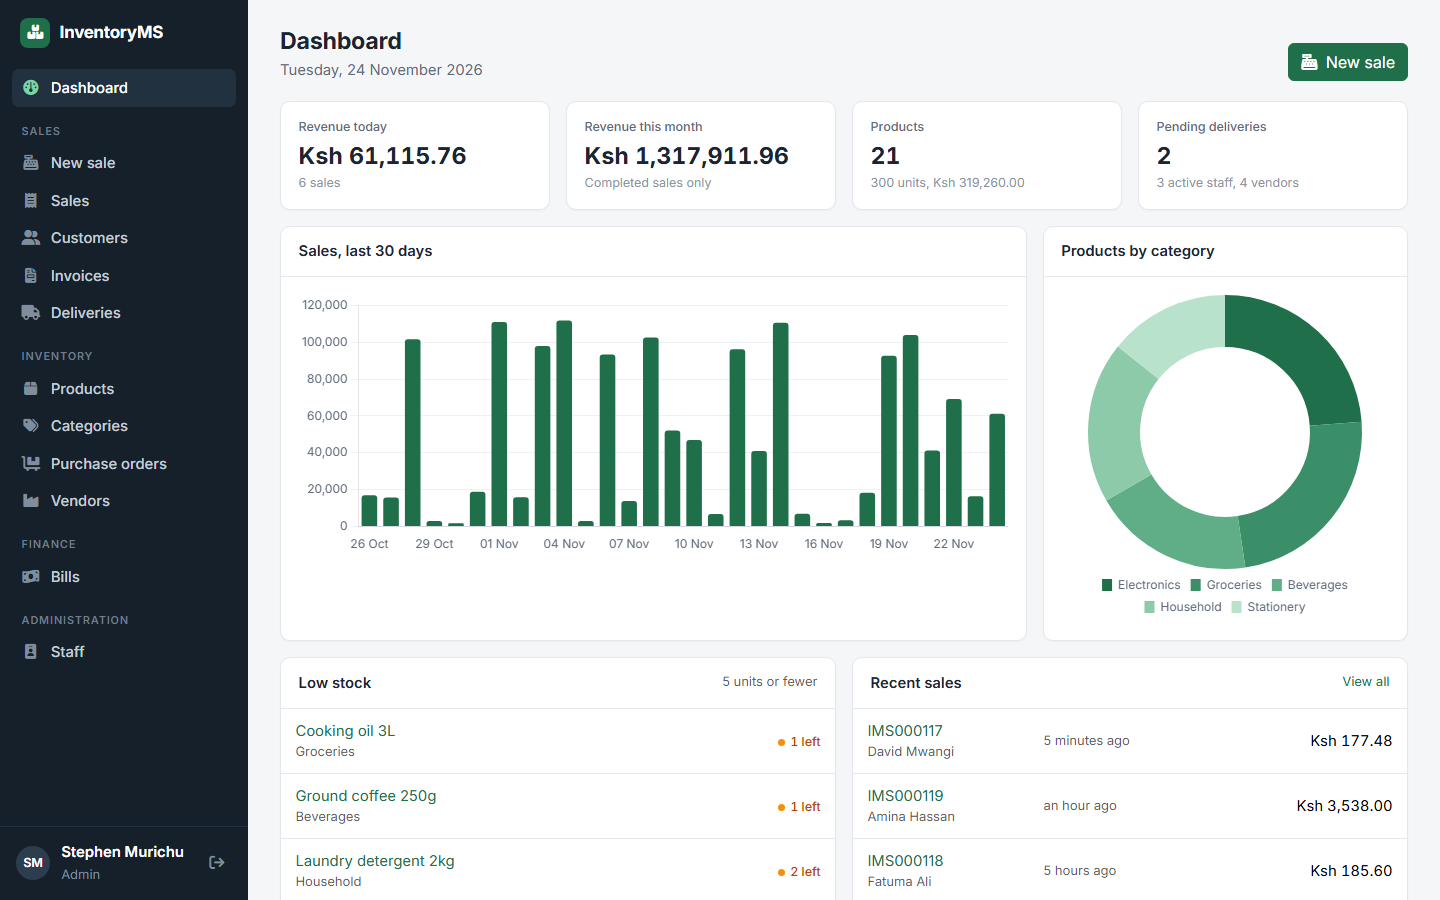 InventoryMS
Dashboard
SALES
New sale
Sales
Customers
Invoices
Deliveries
INVENTORY
Products
Categories
Purchase orders
Vendors
FINANCE
Bills
ADMINISTRATION
Staff
SM
Stephen Murichu
Admin
Dashboard
Tuesday, 24 November 2026
New sale
Revenue today
Ksh 61,115.76
6 sales
Revenue this month
Ksh 1,317,911.96
Completed sales only
Products
21
300 units, Ksh 319,260.00
Pending deliveries
2
3 active staff, 4 vendors
Sales, last 30 days
120,000
100,000
80,000
60,000
40,000
20,000
0
26 Oct 29 Oct 01 Nov 04 Nov 07 Nov 10 Nov 13 Nov 16 Nov 19 Nov 22 Nov
Products by category
Electronics Groceries Beverages
Household Stationery
Low stock 5 units or fewer
Cooking oil 3L
Groceries
1 left
Ground coffee 250g
Beverages
1 left
Laundry detergent 2kg
Household
2 left
Recent sales View all
IMS000117
David Mwangi
5 minutes ago
Ksh 177.48
IMS000119
Amina Hassan
an hour ago
Ksh 3,538.00
IMS000118
Fatuma Ali
5 hours ago
Ksh 185.60